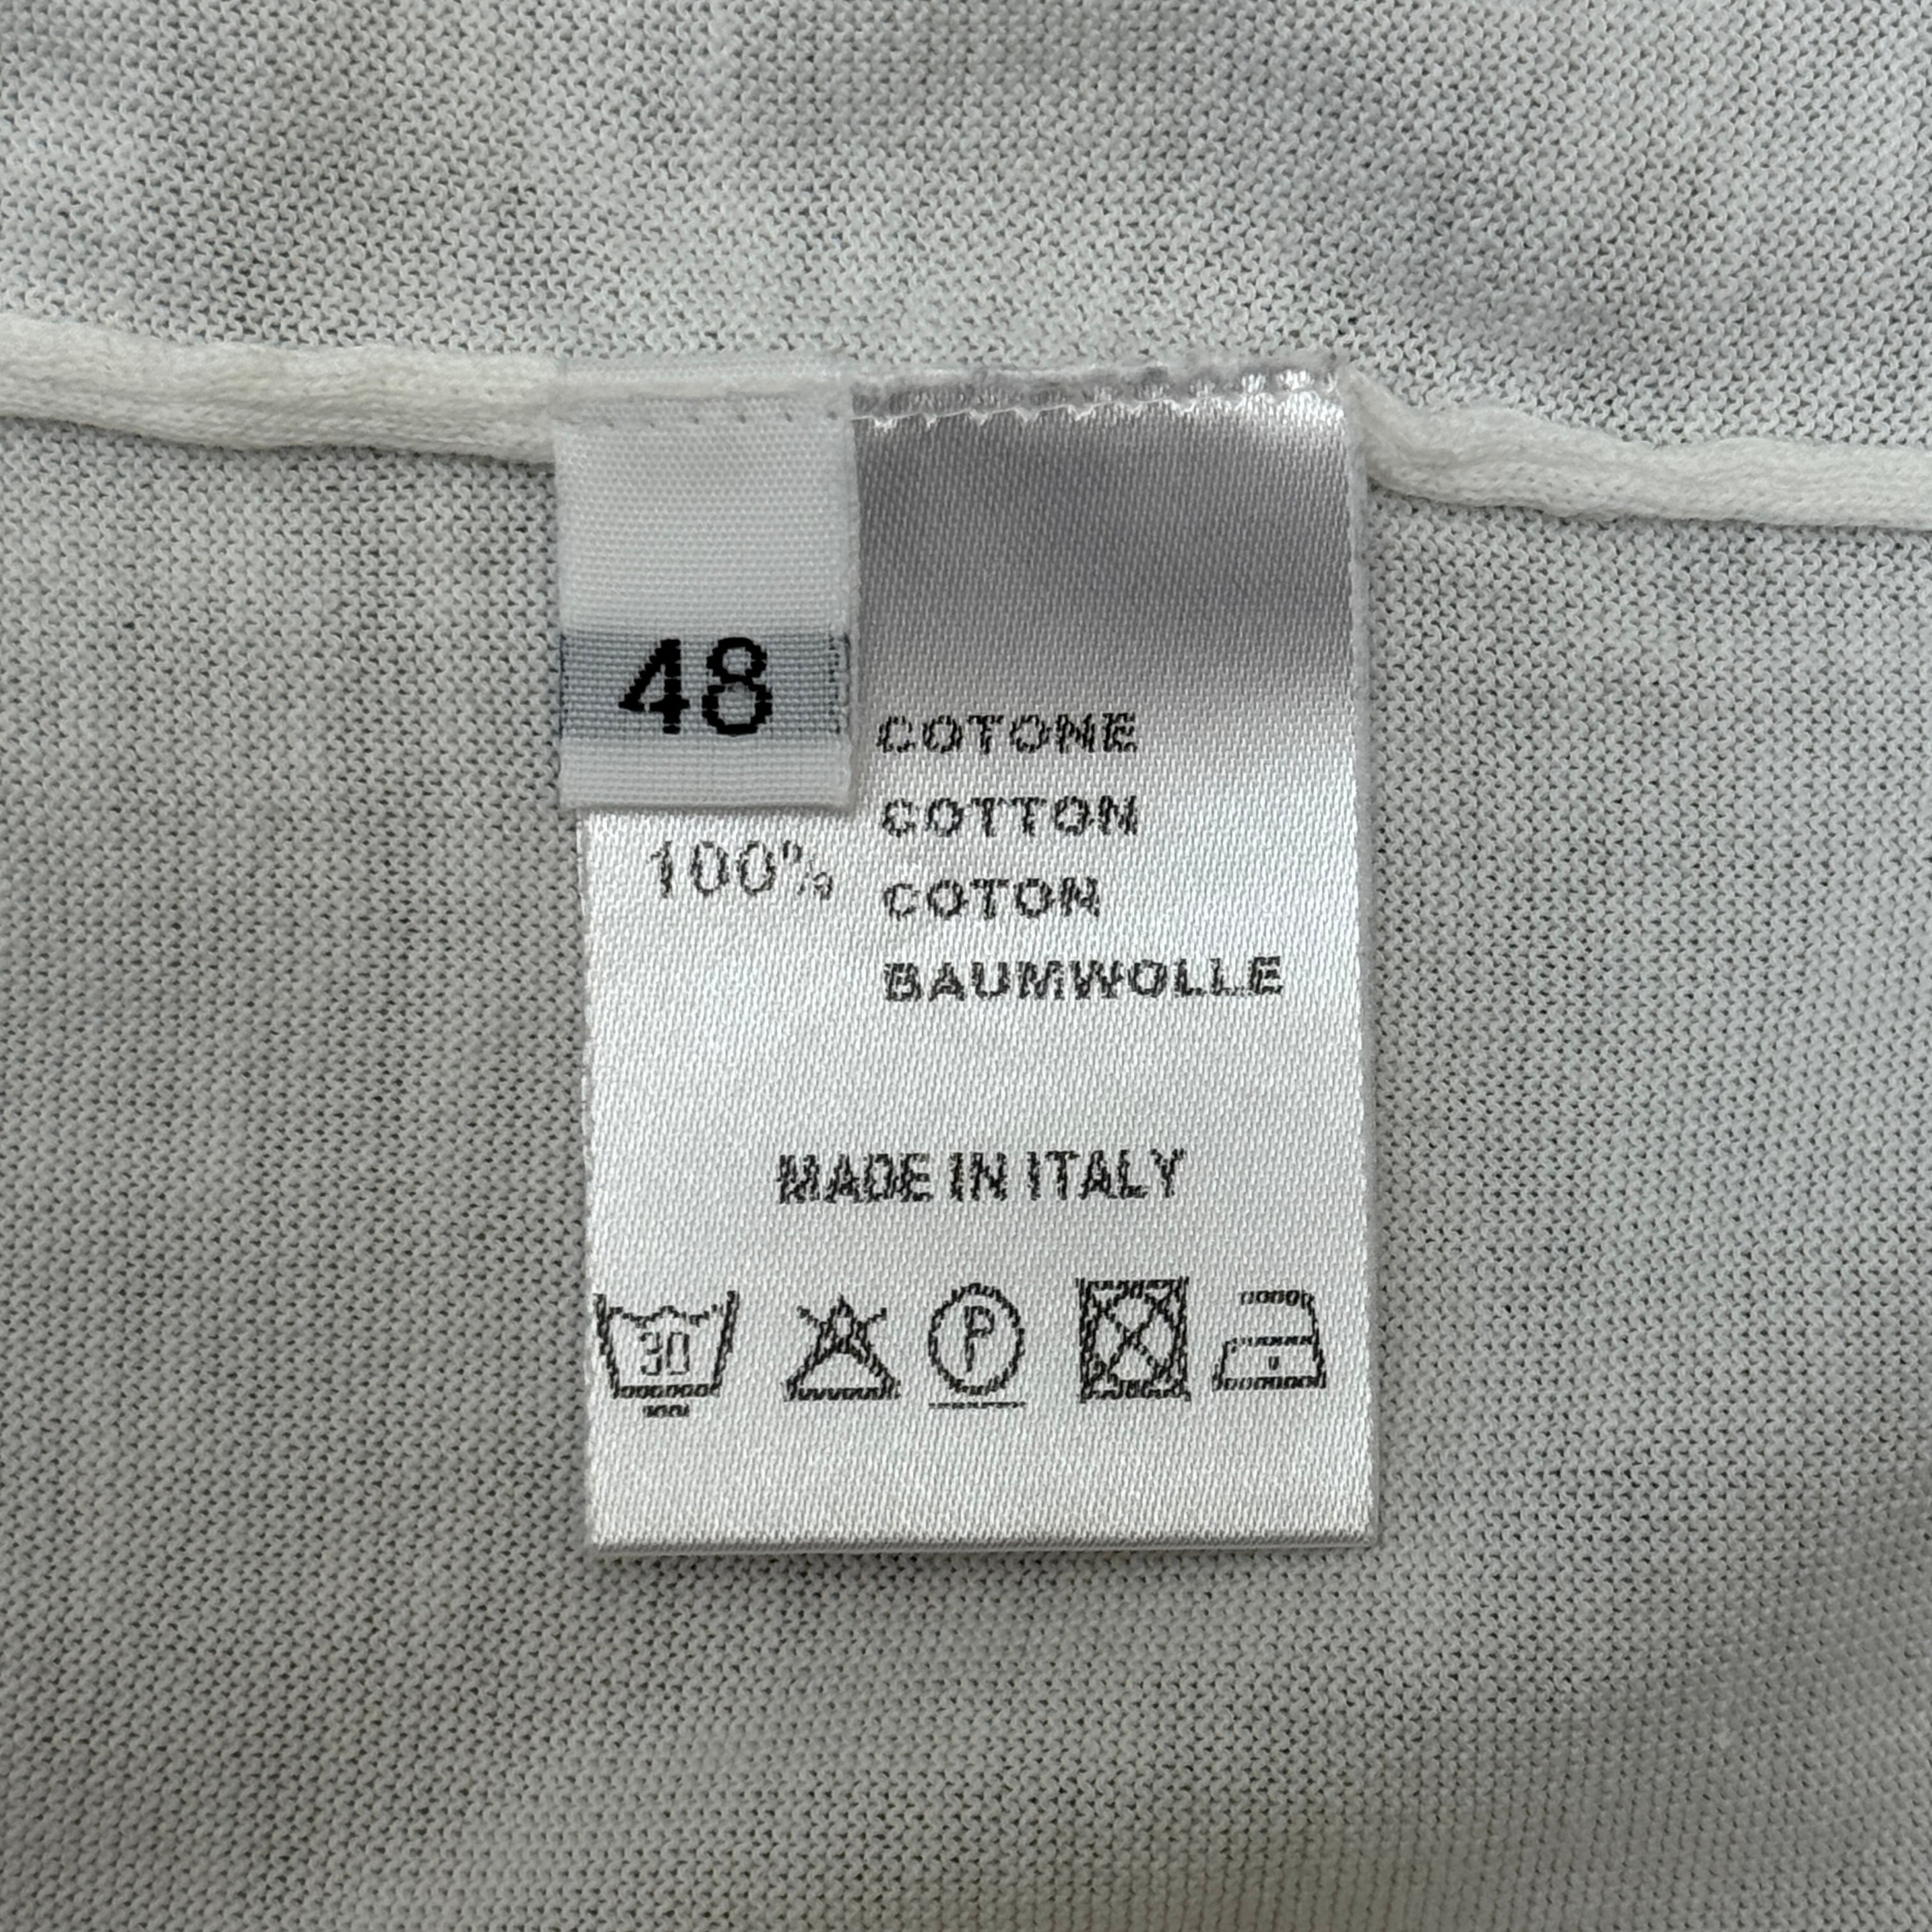 48
COTONE
COTTON
100%
COTON
BAUMWOLLE
MADE IN ITALY
30
P